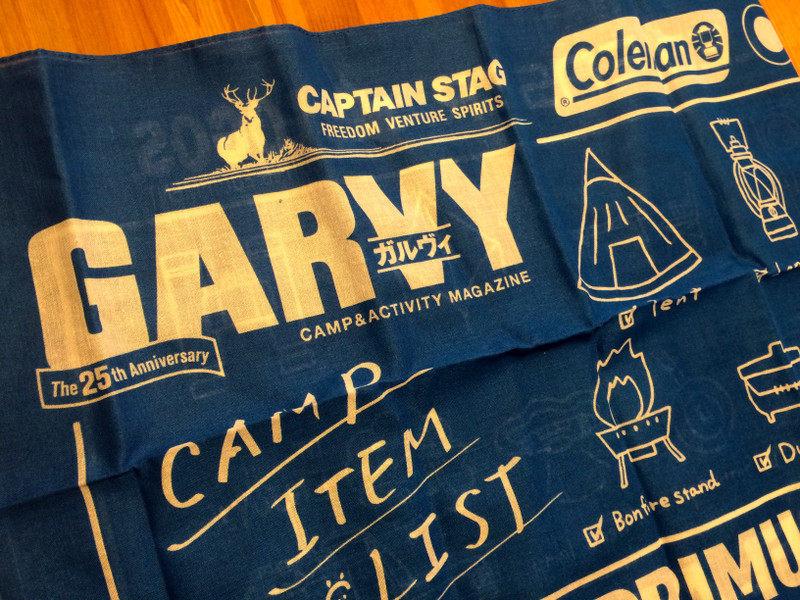 CAPTAIN STAG
FREEDOM VENTURE SPIRITS
Coleman
®
GARVY
ガルヴィ
CAMP&ACTIVITY MAGAZINE
The 25th Anniversary
CAMP
ITEM
LIST
Tent
Bonfire stand